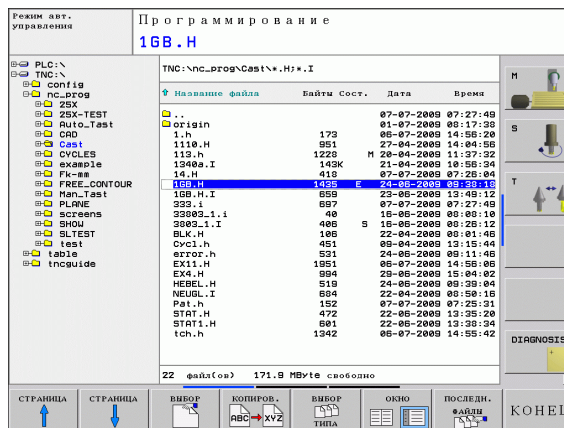 Режим авт.
управления
Программирование
1GB.H
PLC:\
TNC:\
config
nc_prog
25X
25X-TEST
Auto_Tast
CAD
Cast
CYCLES
example
Fk-mm
FREE_CONTOUR
Man_Tast
PLANE
screens
SHOW
SLTEST
test
table
tncguide
TNC:\nc_prog\Cast\*.H;*.I
Название файла Байты Сост. Дата Время
.. 07-07-2009 07:27:49
origin 01-07-2009 08:17:38
1.h 173 06-07-2009 14:56:20
1110.H 951 27-04-2009 14:04:56
113.h 1228 M 20-04-2009 11:37:32
1340a.I 143K 21-04-2009 10:56:34
14.H 418 07-07-2009 07:26:04
1GB.H 1435 E 24-06-2009 09:38:18
1GB.H.I 659 23-06-2009 13:49:12
333.i 697 07-07-2009 07:27:49
33803_1.i 40 16-06-2009 08:08:10
3803_1.I 406 S 16-06-2009 08:26:12
BLK.H 106 22-04-2009 08:01:46
Cycl.h 451 09-04-2009 13:15:44
error.h 531 24-06-2009 09:11:46
EX11.H 1951 06-07-2009 14:56:06
EX4.H 994 29-06-2009 15:04:02
HEBEL.H 519 24-06-2009 09:39:04
NEUGL.I 684 22-04-2009 08:50:16
Pat.h 152 07-07-2009 07:25:31
STAT.H 472 22-06-2009 13:35:20
STAT1.H 601 22-06-2009 13:38:34
tch.h 1342 06-07-2009 14:55:42
22 файл(ов) 171.9 MByte свободно
M
S
T
DIAGNOSIS
СТРАНИЦА
СТРАНИЦА
ВЫБОР
КОПИРОВ.
ABC XYZ
ВЫБОР
ТИПА
ОКНО
ПОСЛЕДН.
ФАЙЛЫ
КОНЕЦ